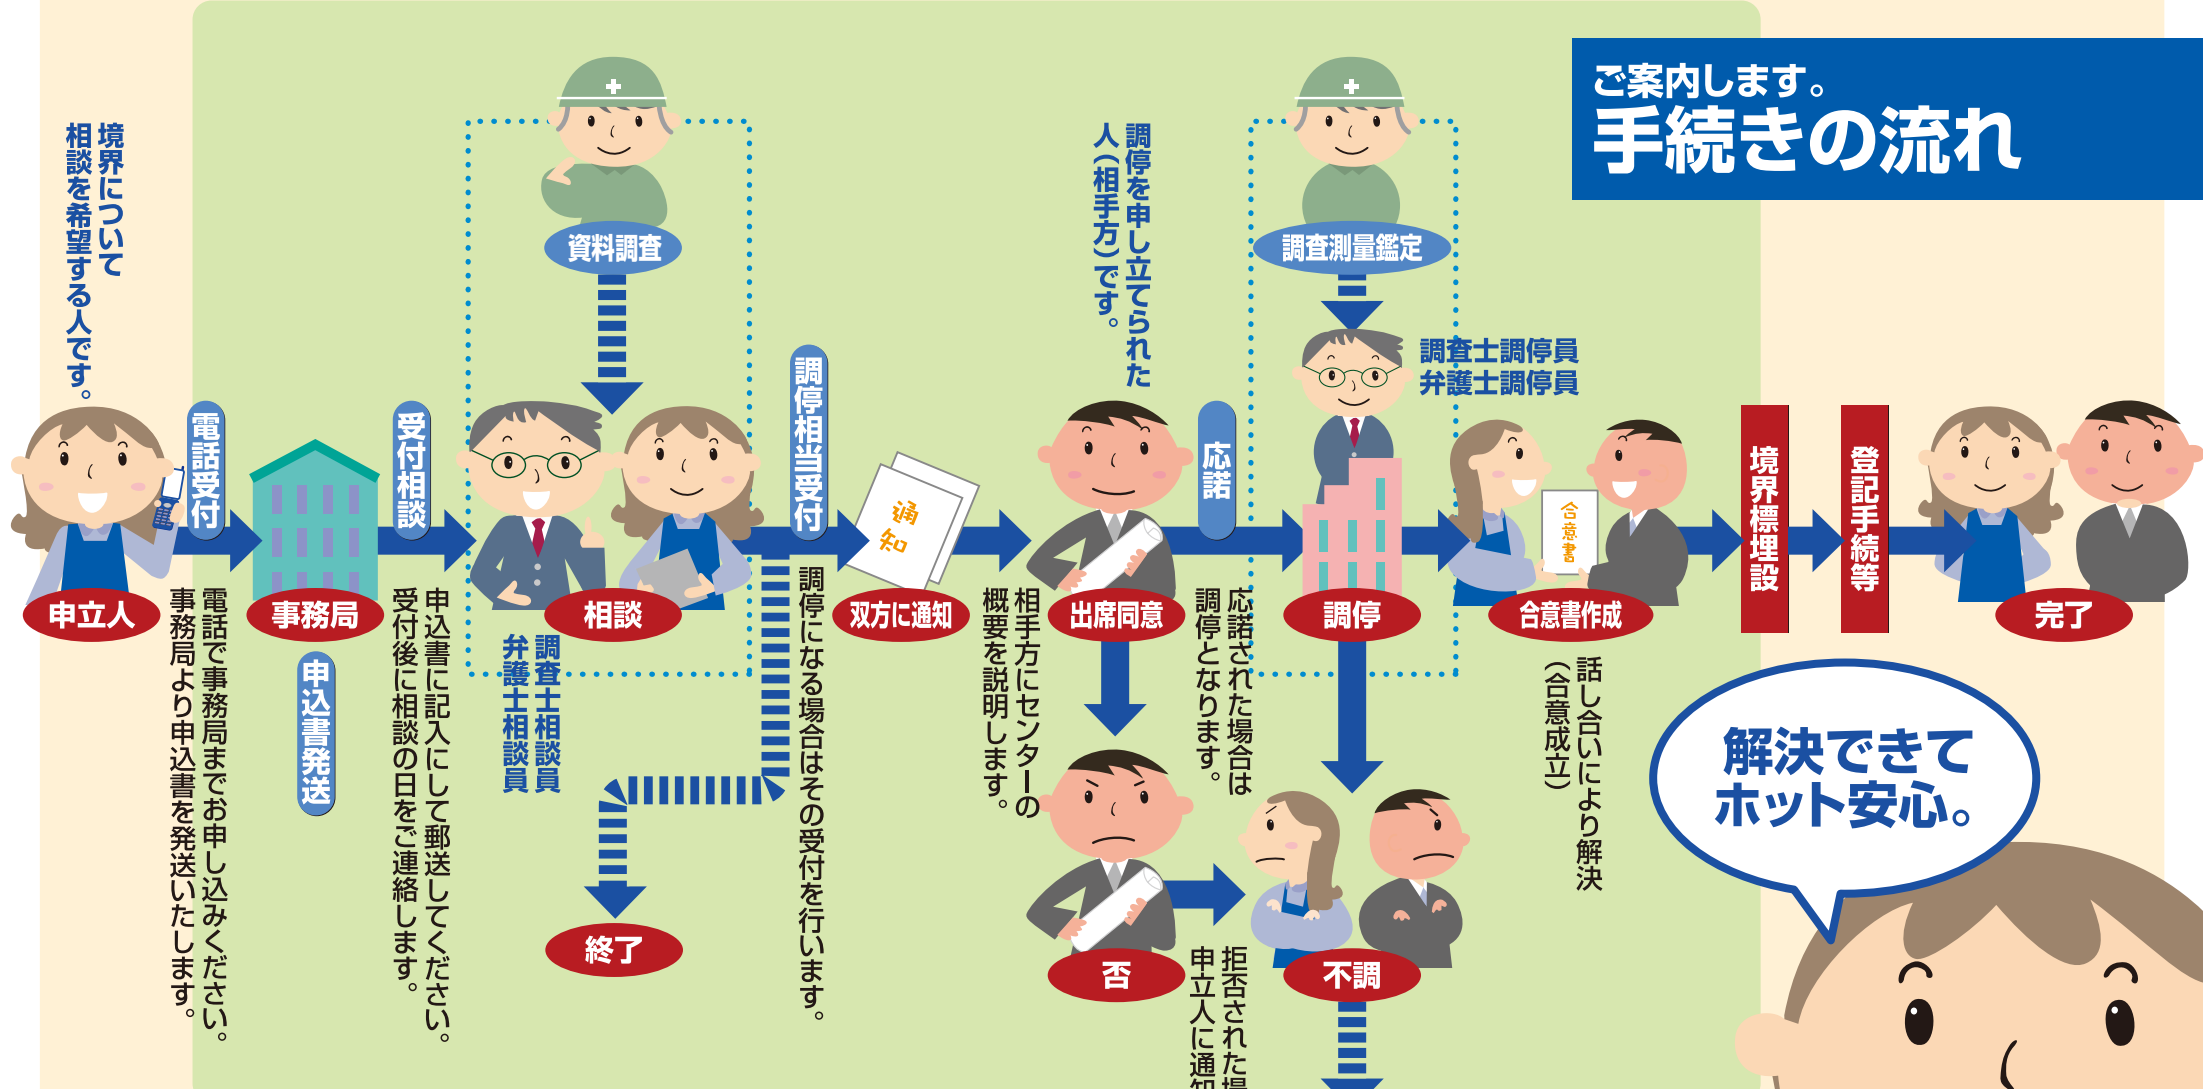 ご案内します。
手続きの流れ
境界について
相談を希望する人です。
申立人
電話受付
電話で事務局までお申し込みください。
事務局より申込書を発送いたします。
事務局
申込書発送
受付相談
申込書に記入にして郵送してください。
受付後に相談の日をご連絡します。
資料調査
相談
調査士相談員
弁護士相談員
調停相当受付
調停になる場合はその受付を行います。
終了
通知
双方に通知
相手方にセンターの
概要を説明します。
調停を申し立てられた
人（相手方）です。
出席同意
否
応諾
応諾された場合は
調停となります。
拒否された場
申立人に通知
調査測量鑑定
調査士調停員
弁護士調停員
調停
不調
合意書
合意書作成
話し合いにより解決
（合意成立）
境界標埋設
登記手続等
完了
解決できて
ホット安心。